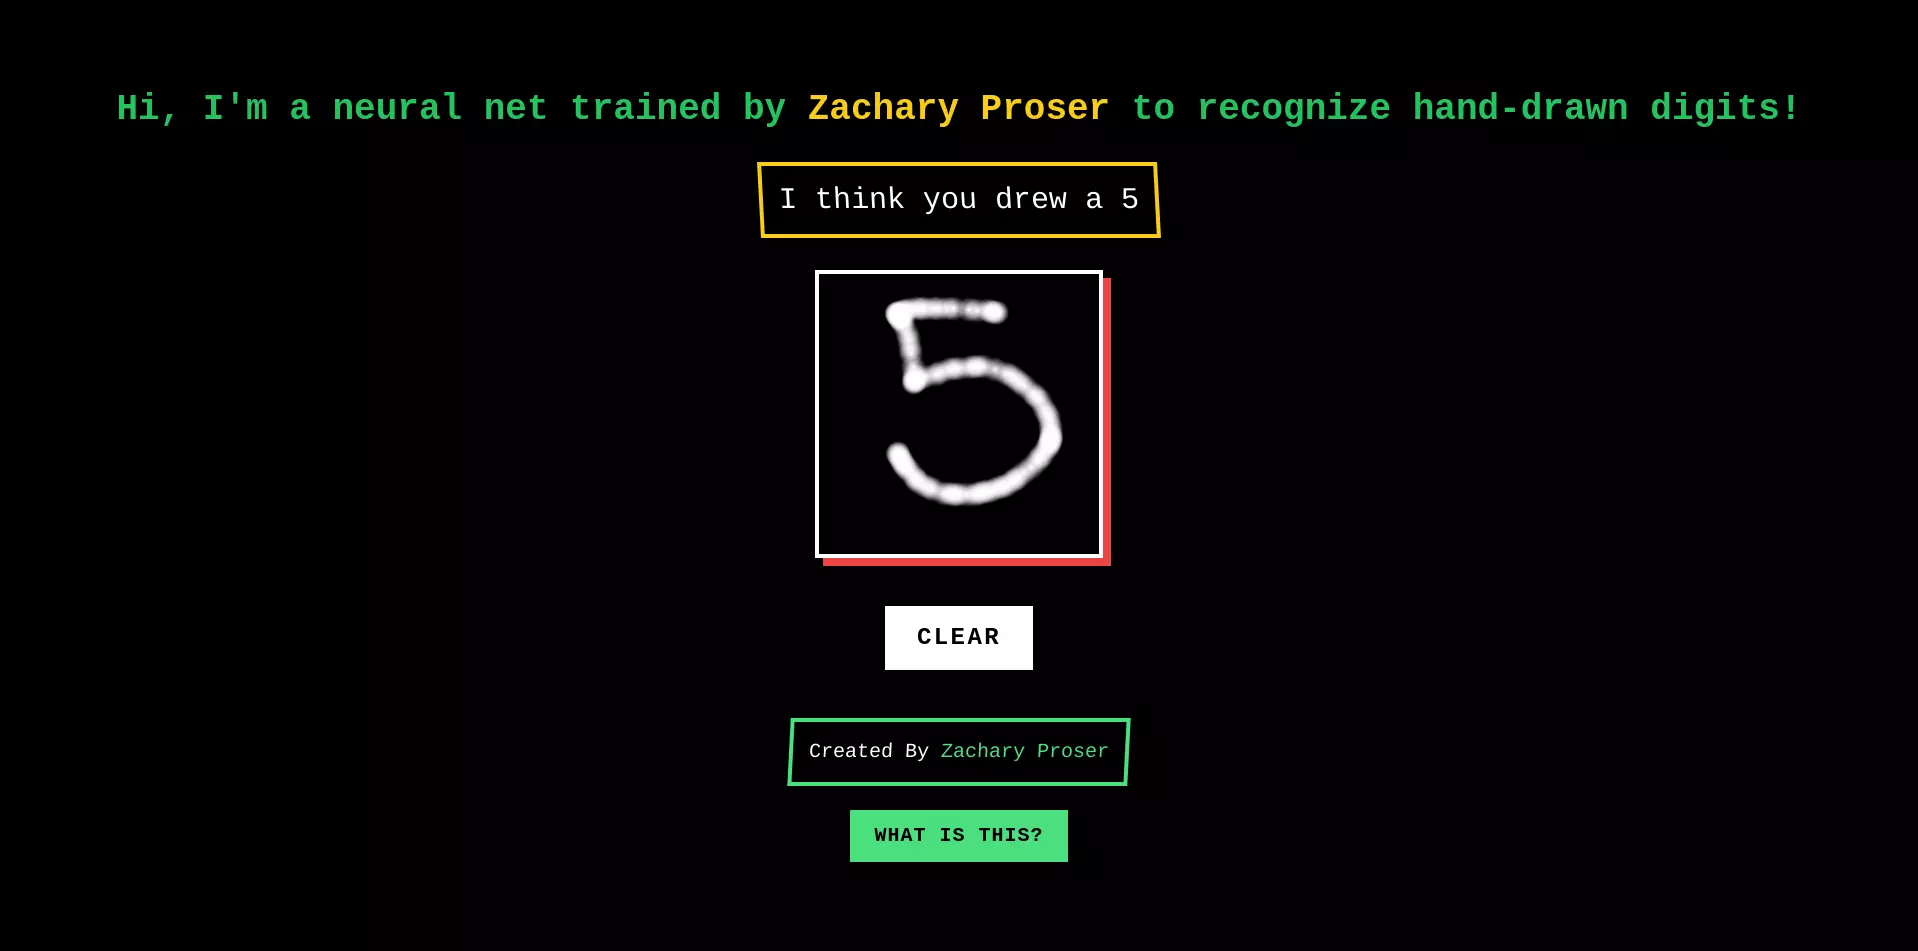 Hi, I'm a neural net trained by Zachary Proser to recognize hand-drawn digits!
I think you drew a 5
5
CLEAR
Created By Zachary Proser
WHAT IS THIS?